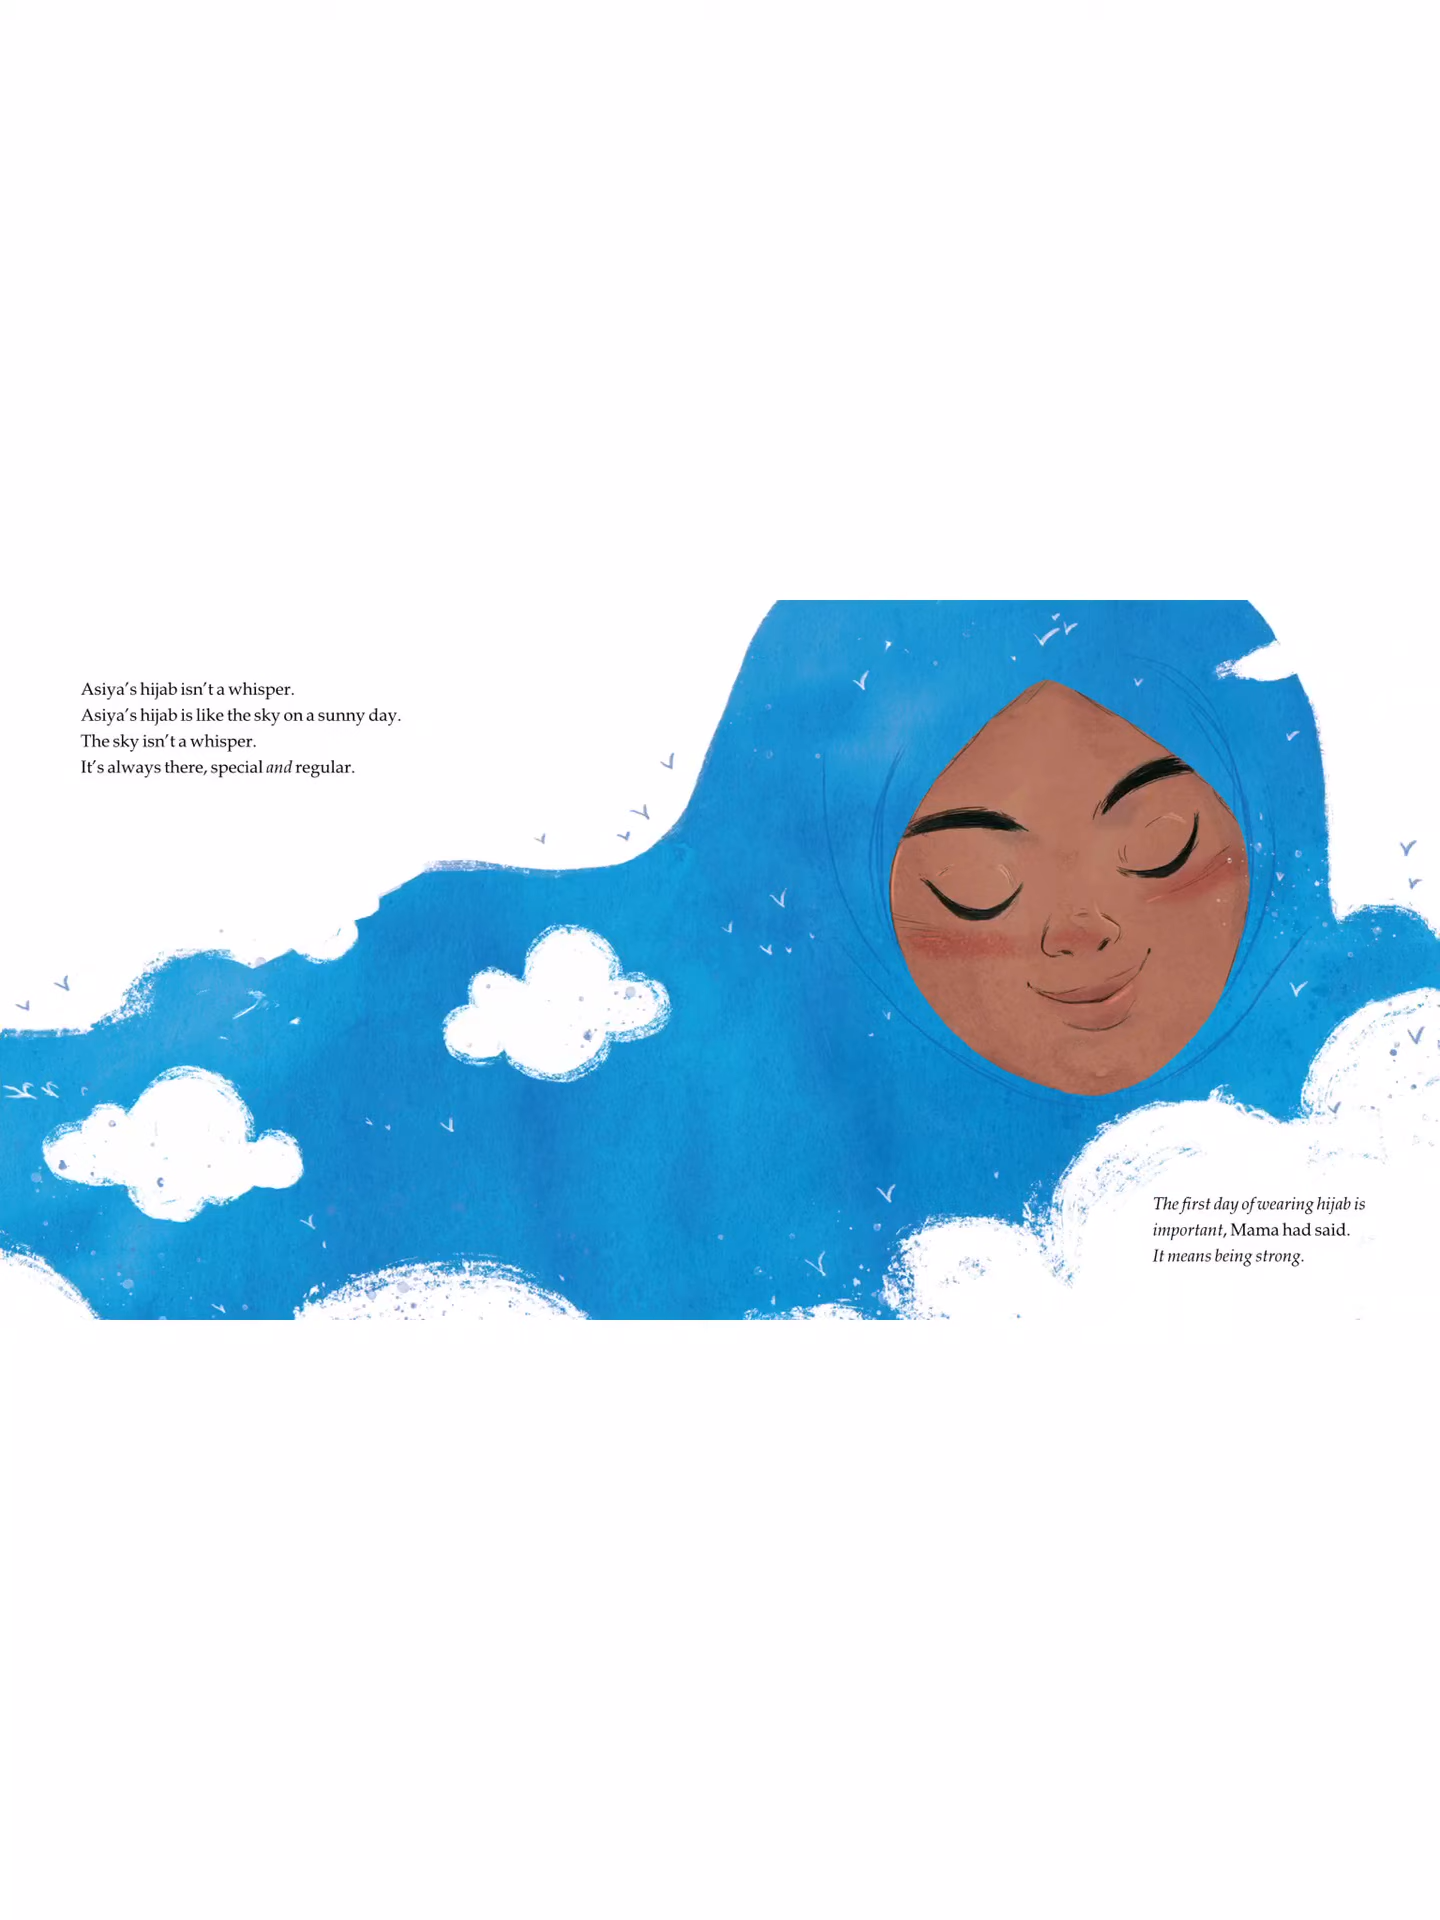 Asiya’s hijab isn’t a whisper.
Asiya’s hijab is like the sky on a sunny day.
The sky isn’t a whisper.
It’s always there, special and regular.
The first day of wearing hijab is
important, Mama had said.
It means being strong.